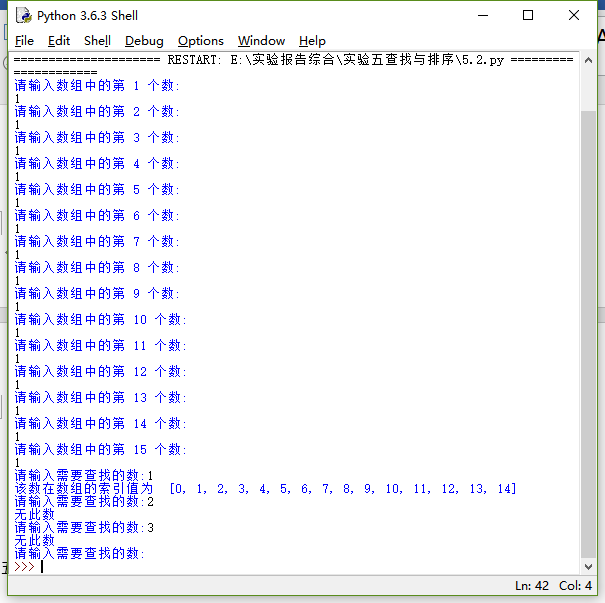 Python 3.6.3 Shell
File Edit Shell Debug Options Window Help
===================== RESTART: E:\实验报告综合\实验五查找与排序\5.2.py =========
============
请输入数组中的第 1 个数:
1
请输入数组中的第 2 个数:
1
请输入数组中的第 3 个数:
1
请输入数组中的第 4 个数:
1
请输入数组中的第 5 个数:
1
请输入数组中的第 6 个数:
1
请输入数组中的第 7 个数:
1
请输入数组中的第 8 个数:
1
请输入数组中的第 9 个数:
1
请输入数组中的第 10 个数:
1
请输入数组中的第 11 个数:
1
请输入数组中的第 12 个数:
1
请输入数组中的第 13 个数:
1
请输入数组中的第 14 个数:
1
请输入数组中的第 15 个数:
1
请输入需要查找的数:1
该数在数组的索引值为  [0, 1, 2, 3, 4, 5, 6, 7, 8, 9, 10, 11, 12, 13, 14]
请输入需要查找的数:2
无此数
请输入需要查找的数:3
无此数
请输入需要查找的数:
>>>
Ln: 42 Col: 4